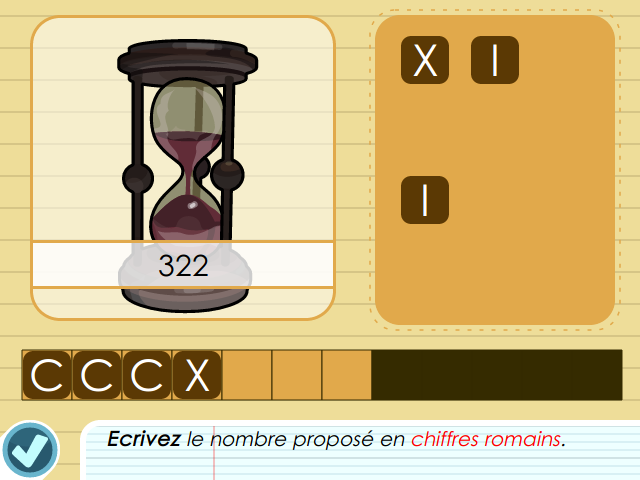 X I
I
322
C C C X
Ecrivez le nombre proposé en chiffres romains.